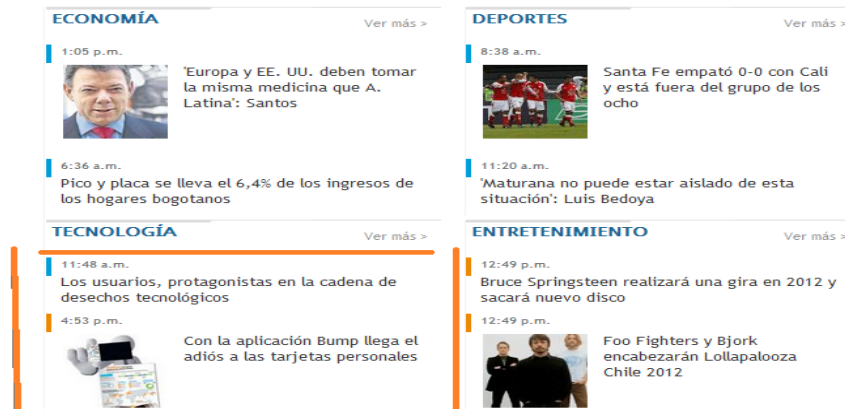 ECONOMÍA
Ver más >
1:05 p.m.
'Europa y EE. UU. deben tomar
la misma medicina que A.
Latina': Santos
6:36 a.m.
Pico y placa se lleva el 6,4% de los ingresos de
los hogares bogotanos
DEPORTES
Ver más >
8:38 a.m.
Santa Fe empató 0-0 con Cali
y está fuera del grupo de los
ocho
11:20 a.m.
'Maturana no puede estar aislado de esta
situación': Luis Bedoya
TECNOLOGÍA
Ver más >
11:48 a.m.
Los usuarios, protagonistas en la cadena de
desechos tecnológicos
4:53 p.m.
Con la aplicación Bump llega el
adiós a las tarjetas personales
ENTRETENIMIENTO
Ver más >
12:49 p.m.
Bruce Springsteen realizará una gira en 2012 y
sacará nuevo disco
12:49 p.m.
Foo Fighters y Bjork
encabezarán Lollapalooza
Chile 2012